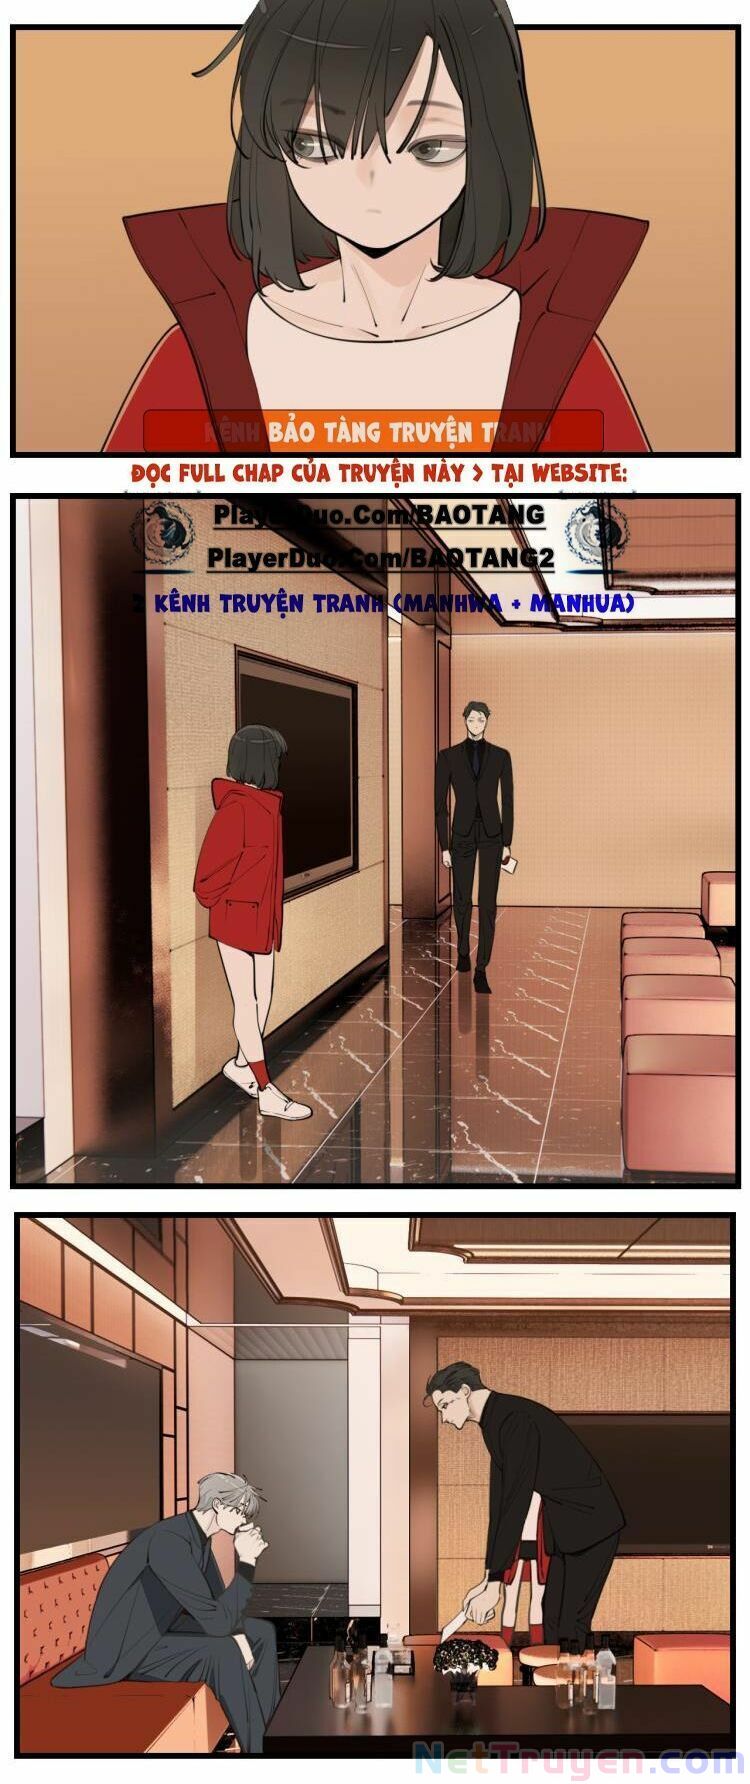 KÊNH BẢO TÀNG TRUYỆN TRANH
ĐỌC FULL CHAP CỦA TRUYỆN NÀY > TẠI WEBSITE:
PlayerDuo.Com/BAOTANG
PlayerDuo.Com/BAOTANG2
2 KÊNH TRUYỆN TRANH (MANHWA + MANHUA)
NetTruyen.com